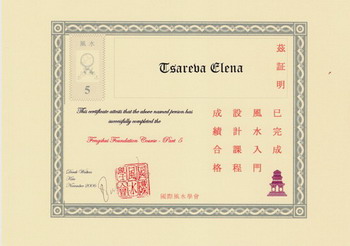 風水
5
Tsareva Elena
茲証明
This certificate attests that the above named person has
successfully completed the
Fengshui Foundation Course - Part 5
已完成
風水入門
設計課程
成績合格
Derek Walters
November 2006
國際風水學會